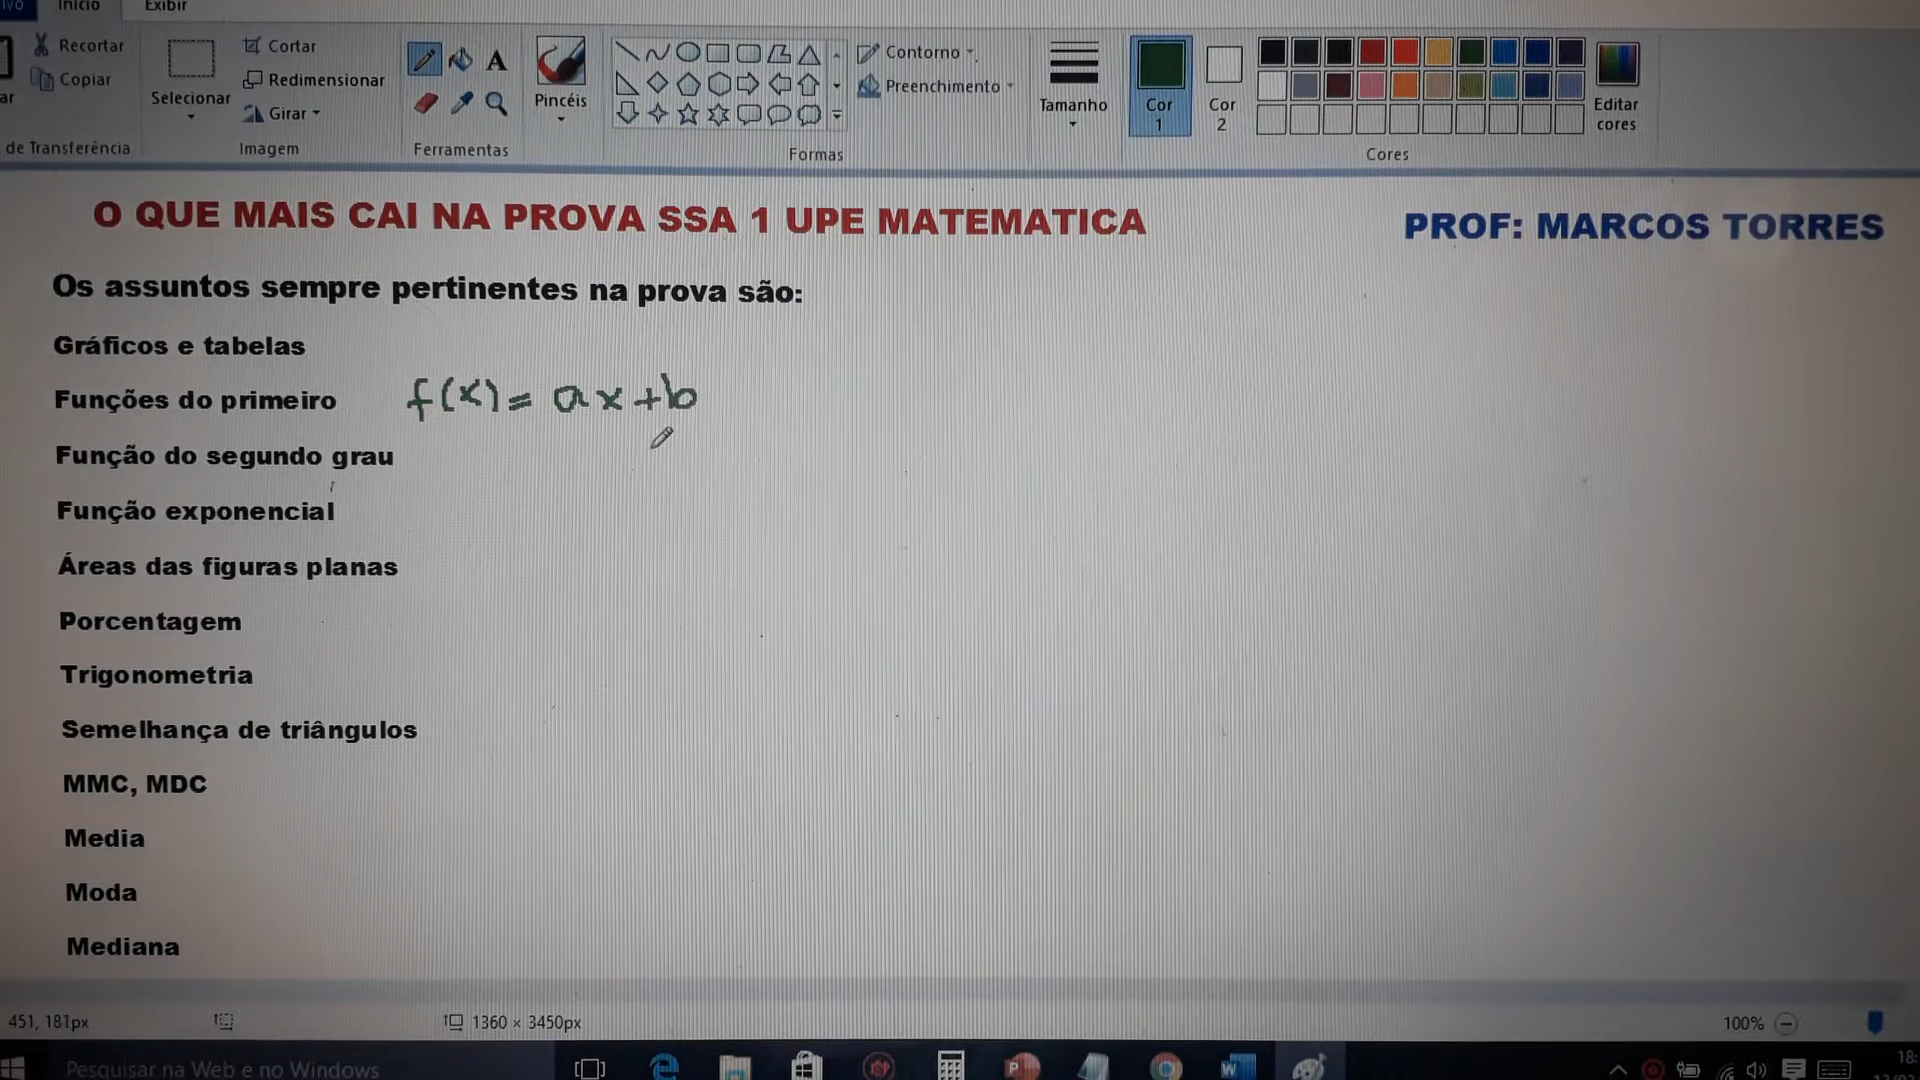 Início
Exibir
Recortar
Copiar
de Transferência
Selecionar
Cortar
Redimensionar
Girar
Imagem
A
Ferramentas
Pincéis
Contorno
Preenchimento
Formas
Tamanho
Cor
1
Cor
2
Editar
cores
Cores
O QUE MAIS CAI NA PROVA SSA 1 UPE MATEMATICA
PROF: MARCOS TORRES
Os assuntos sempre pertinentes na prova são:
Gráficos e tabelas
Funções do primeiro f(x) = ax+b
Função do segundo grau
Função exponencial
Áreas das figuras planas
Porcentagem
Trigonometria
Semelhança de triângulos
MMC, MDC
Media
Moda
Mediana
451, 181px
1360 × 3450px
100%
Pesquisar na Web e no Windows